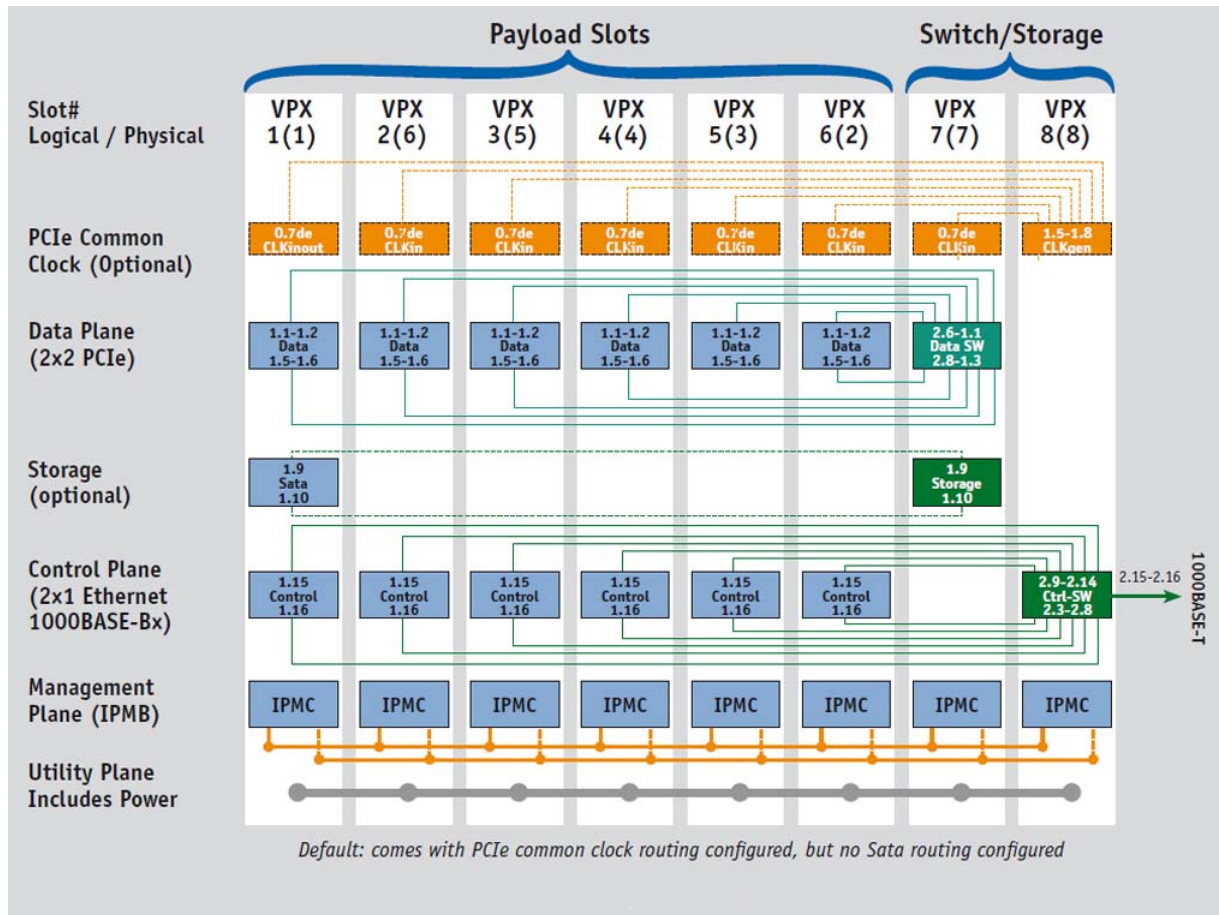 Payload Slots
Switch/Storage
Slot#
Logical / Physical
VPX
1(1)
VPX
2(6)
VPX
3(5)
VPX
4(4)
VPX
5(3)
VPX
6(2)
VPX
7(7)
VPX
8(8)
PCIe Common
Clock (Optional)
0.7de
CLKinout
0.7de
CLKin
0.7de
CLKin
0.7de
CLKin
0.7de
CLKin
0.7de
CLKin
0.7de
CLKin
1.5-1.8
CLKgen
Data Plane
(2x2 PCIe)
1.1-1.2
Data
1.5-1.6
1.1-1.2
Data
1.5-1.6
1.1-1.2
Data
1.5-1.6
1.1-1.2
Data
1.5-1.6
1.1-1.2
Data
1.5-1.6
1.1-1.2
Data
1.5-1.6
2.6-1.1
Data SW
2.8-1.3
Storage
(optional)
1.9
Sata
1.10
1.9
Storage
1.10
Control Plane
(2x1 Ethernet
1000BASE-Bx)
1.15
Control
1.16
1.15
Control
1.16
1.15
Control
1.16
1.15
Control
1.16
1.15
Control
1.16
1.15
Control
1.16
2.9-2.14
Ctrl-SW
2.3-2.8
2.15-2.16
1000BASE-T
Management
Plane (IPMB)
IPMC
IPMC
IPMC
IPMC
IPMC
IPMC
IPMC
IPMC
Utility Plane
Includes Power
Default: comes with PCIe common clock routing configured, but no Sata routing configured